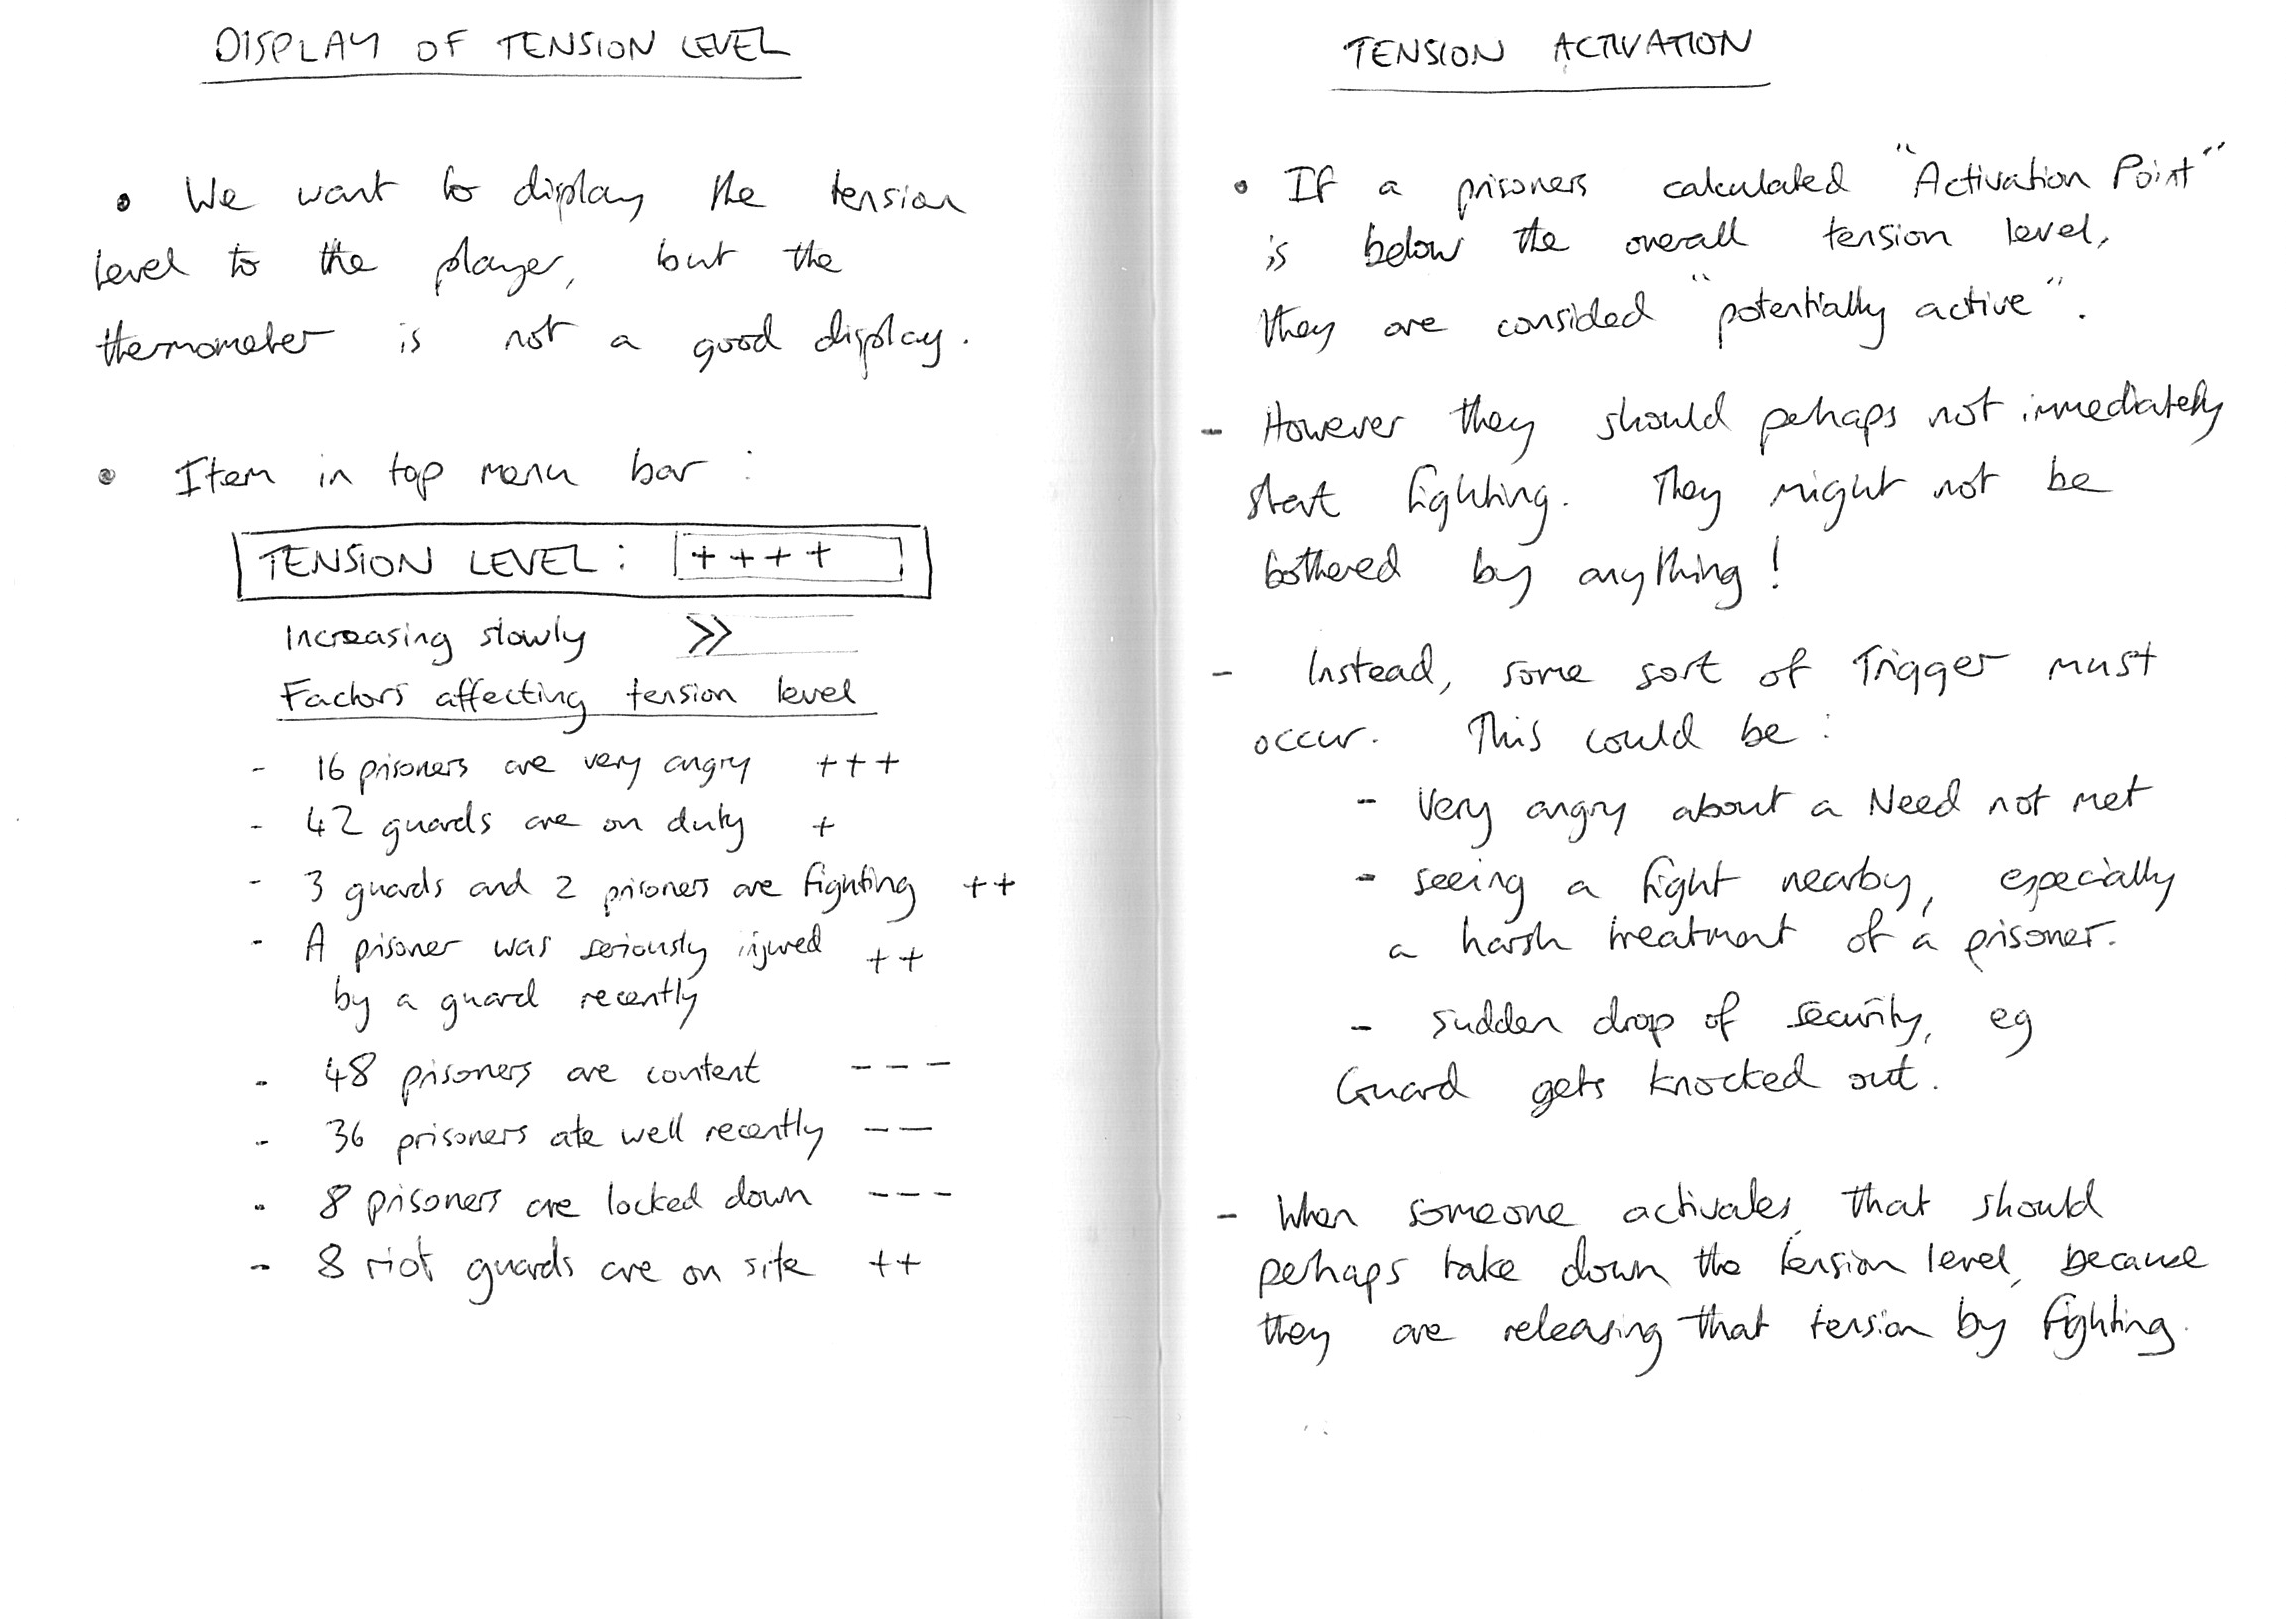 DISPLAY OF TENSION LEVEL
• We want to display the tension
level to the player, but the
thermometer is not a good display.
• Item in top menu bar :
TENSION LEVEL : ++++
Increasing slowly >>
Factors affecting tension level
- 16 prisoners are very angry +++
- 42 guards are on duty +
- 3 guards and 2 prisoners are fighting ++
- A prisoner was seriously injured ++
by a guard recently
- 48 prisoners are content ---
- 36 prisoners ate well recently --
- 8 prisoners are locked down ---
- 8 riot guards are on site ++
TENSION ACTIVATION
• If a prisoners calculated "Activation Point"
is below the overall tension level,
they are consided "potentially active".
- However they should perhaps not immediately
start fighting. They might not be
bothered by anything!
- Instead, some sort of Trigger must
occur. This could be :
- Very angry about a Need not met
- seeing a fight nearby, especially
a harsh treatment of a prisoner.
- sudden drop of security, eg
Guard gets knocked out.
- When someone activates, that should
perhaps take down the tension level, because
they are releasing that tension by fighting.